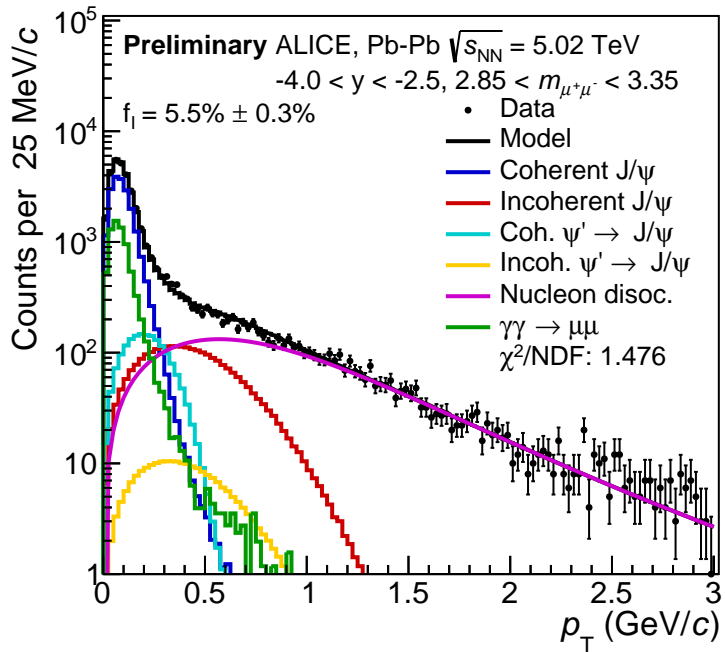 Preliminary ALICE, Pb-Pb √sNN = 5.02 TeV
-4.0 < y < -2.5, 2.85 < mμ+μ- < 3.35
fI = 5.5% ± 0.3%
Data
Model
Coherent J/ψ
Incoherent J/ψ
Coh. ψ' → J/ψ
Incoh. ψ' → J/ψ
Nucleon disoc.
γγ → μμ
χ²/NDF: 1.476
Counts per 25 MeV/c
10⁵
10⁴
10³
10²
10
1
0 0.5 1 1.5 2 2.5 3
pT (GeV/c)